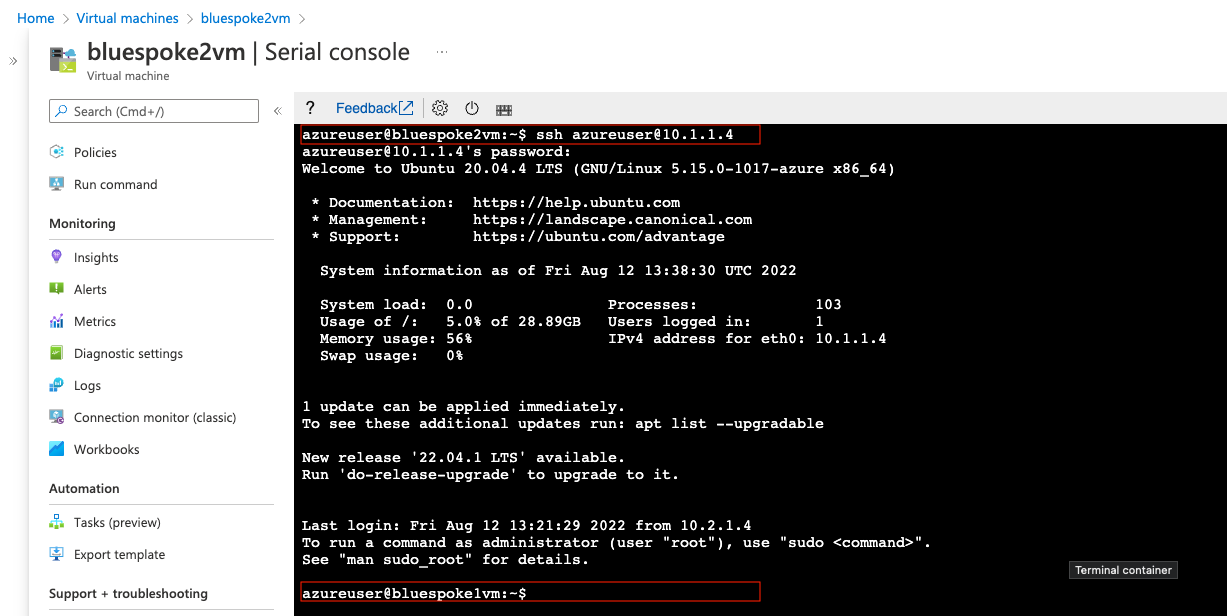 Home > Virtual machines > bluespoke2vm >
»
bluespoke2vm | Serial console ...
Virtual machine
Search (Cmd+/)
«
Policies
Run command
Monitoring
Insights
Alerts
Metrics
Diagnostic settings
Logs
Connection monitor (classic)
Workbooks
Automation
Tasks (preview)
Export template
Support + troubleshooting
? Feedback
azureuser@bluespoke2vm:~$ ssh azureuser@10.1.1.4
azureuser@10.1.1.4's password:
Welcome to Ubuntu 20.04.4 LTS (GNU/Linux 5.15.0-1017-azure x86_64)
* Documentation: https://help.ubuntu.com
* Management: https://landscape.canonical.com
* Support: https://ubuntu.com/advantage
System information as of Fri Aug 12 13:38:30 UTC 2022
System load: 0.0 Processes: 103
Usage of /: 5.0% of 28.89GB Users logged in: 1
Memory usage: 56% IPv4 address for eth0: 10.1.1.4
Swap usage: 0%
1 update can be applied immediately.
To see these additional updates run: apt list --upgradable
New release '22.04.1 LTS' available.
Run 'do-release-upgrade' to upgrade to it.
Last login: Fri Aug 12 13:21:29 2022 from 10.2.1.4
To run a command as administrator (user "root"), use "sudo <command>".
See "man sudo_root" for details.
Terminal container
azureuser@bluespoke1vm:~$